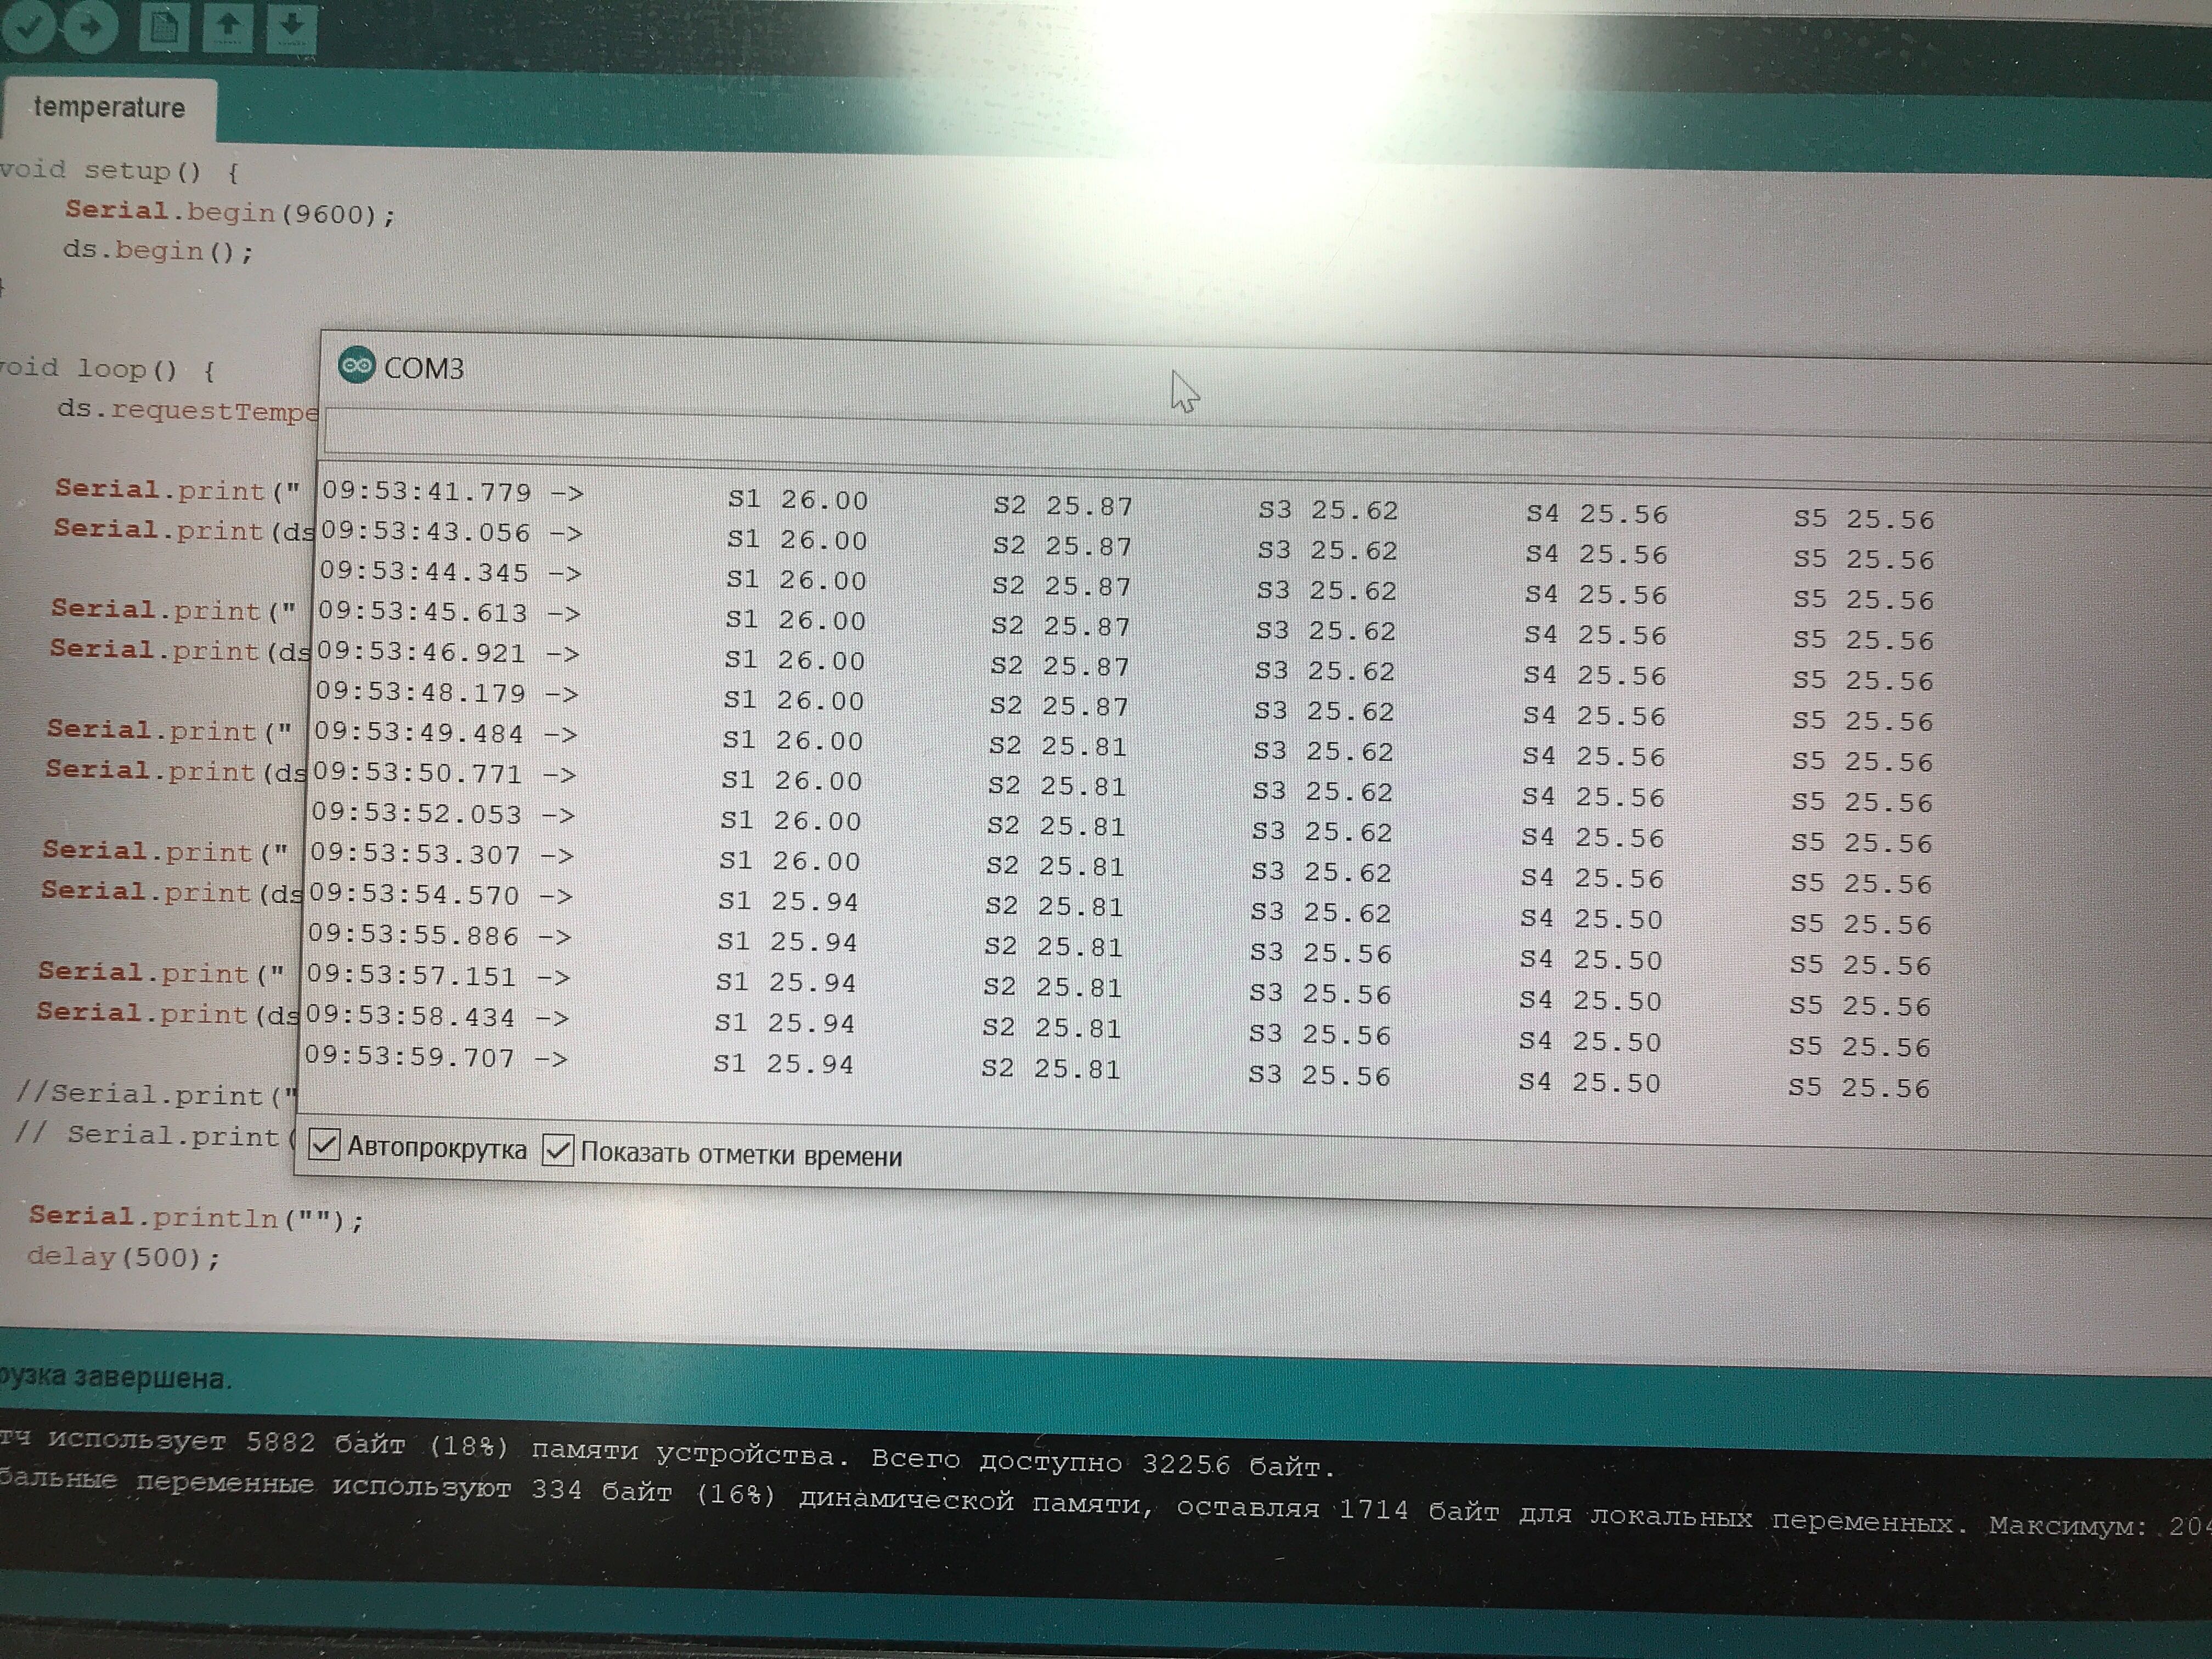 temperature
void setup() {
Serial.begin(9600);
ds.begin();
}
void loop() {
ds.requestTempe
COM3
Serial.print("
Serial.print(ds
Serial.print("
Serial.print(ds
Serial.print("
Serial.print(ds
Serial.print("
Serial.print(ds
Serial.print("
Serial.print(ds
//Serial.print("
// Serial.print(
09:53:41.779 -> S1 26.00 S2 25.87 S3 25.62 S4 25.56 S5 25.56
09:53:43.056 -> S1 26.00 S2 25.87 S3 25.62 S4 25.56 S5 25.56
09:53:44.345 -> S1 26.00 S2 25.87 S3 25.62 S4 25.56 S5 25.56
09:53:45.613 -> S1 26.00 S2 25.87 S3 25.62 S4 25.56 S5 25.56
09:53:46.921 -> S1 26.00 S2 25.87 S3 25.62 S4 25.56 S5 25.56
09:53:48.179 -> S1 26.00 S2 25.87 S3 25.62 S4 25.56 S5 25.56
09:53:49.484 -> S1 26.00 S2 25.81 S3 25.62 S4 25.56 S5 25.56
09:53:50.771 -> S1 26.00 S2 25.81 S3 25.62 S4 25.56 S5 25.56
09:53:52.053 -> S1 26.00 S2 25.81 S3 25.62 S4 25.56 S5 25.56
09:53:53.307 -> S1 26.00 S2 25.81 S3 25.62 S4 25.56 S5 25.56
09:53:54.570 -> S1 25.94 S2 25.81 S3 25.62 S4 25.50 S5 25.56
09:53:55.886 -> S1 25.94 S2 25.81 S3 25.56 S4 25.50 S5 25.56
09:53:57.151 -> S1 25.94 S2 25.81 S3 25.56 S4 25.50 S5 25.56
09:53:58.434 -> S1 25.94 S2 25.81 S3 25.56 S4 25.50 S5 25.56
09:53:59.707 -> S1 25.94 S2 25.81 S3 25.56 S4 25.50 S5 25.56
Автопрокрутка Показать отметки времени
Serial.println("");
delay(500);
рузка завершена.
тч использует 5882 байт (18%) памяти устройства. Всего доступно 32256 байт.
бальные переменные используют 334 байт (16%) динамической памяти, оставляя 1714 байт для локальных переменных. Максимум: 204